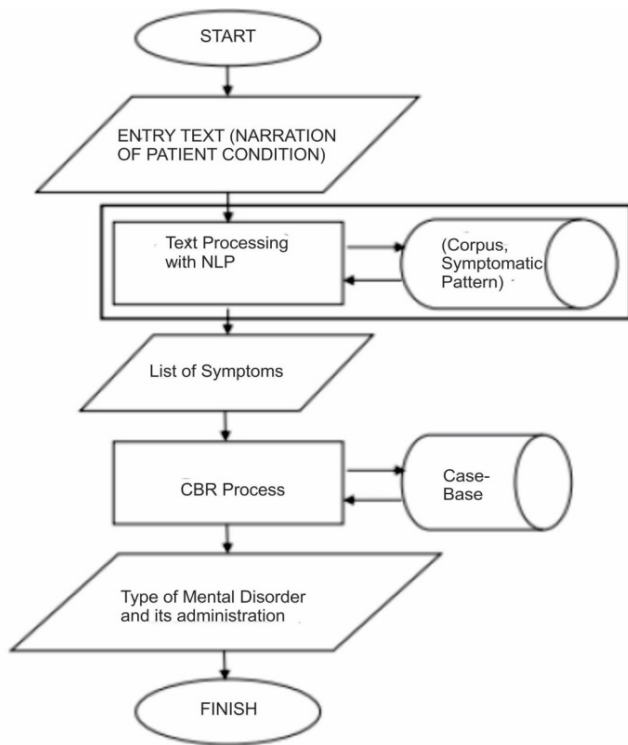 START
ENTRY TEXT (NARRATION
OF PATIENT CONDITION)
Text Processing
with NLP
(Corpus,
Symptomatic
Pattern)
List of Symptoms
CBR Process
Case-
Base
Type of Mental Disorder
and its administration
FINISH